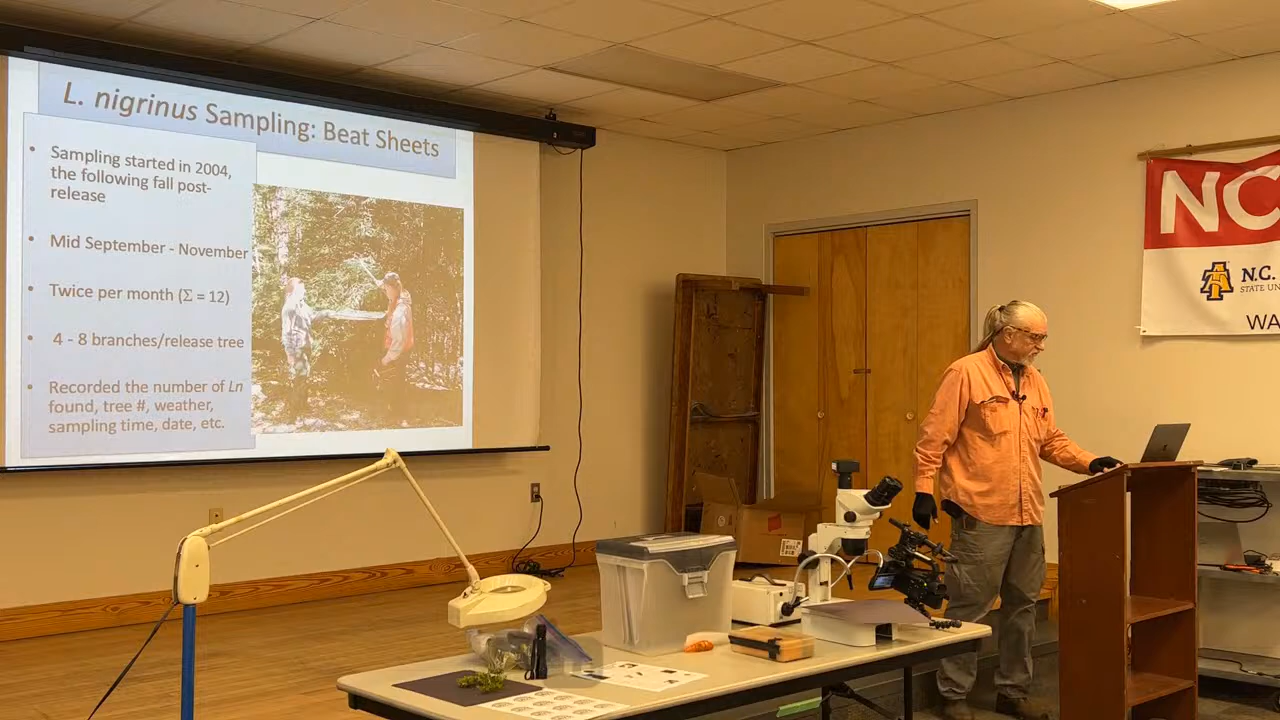 L. nigrinus Sampling: Beat Sheets
• Sampling started in 2004,
the following fall post-
release
• Mid September - November
• Twice per month (Σ = 12)
• 4 - 8 branches/release tree
• Recorded the number of Ln
found, tree #, weather,
sampling time, date, etc.
NC
N.C.
STATE UN
WA